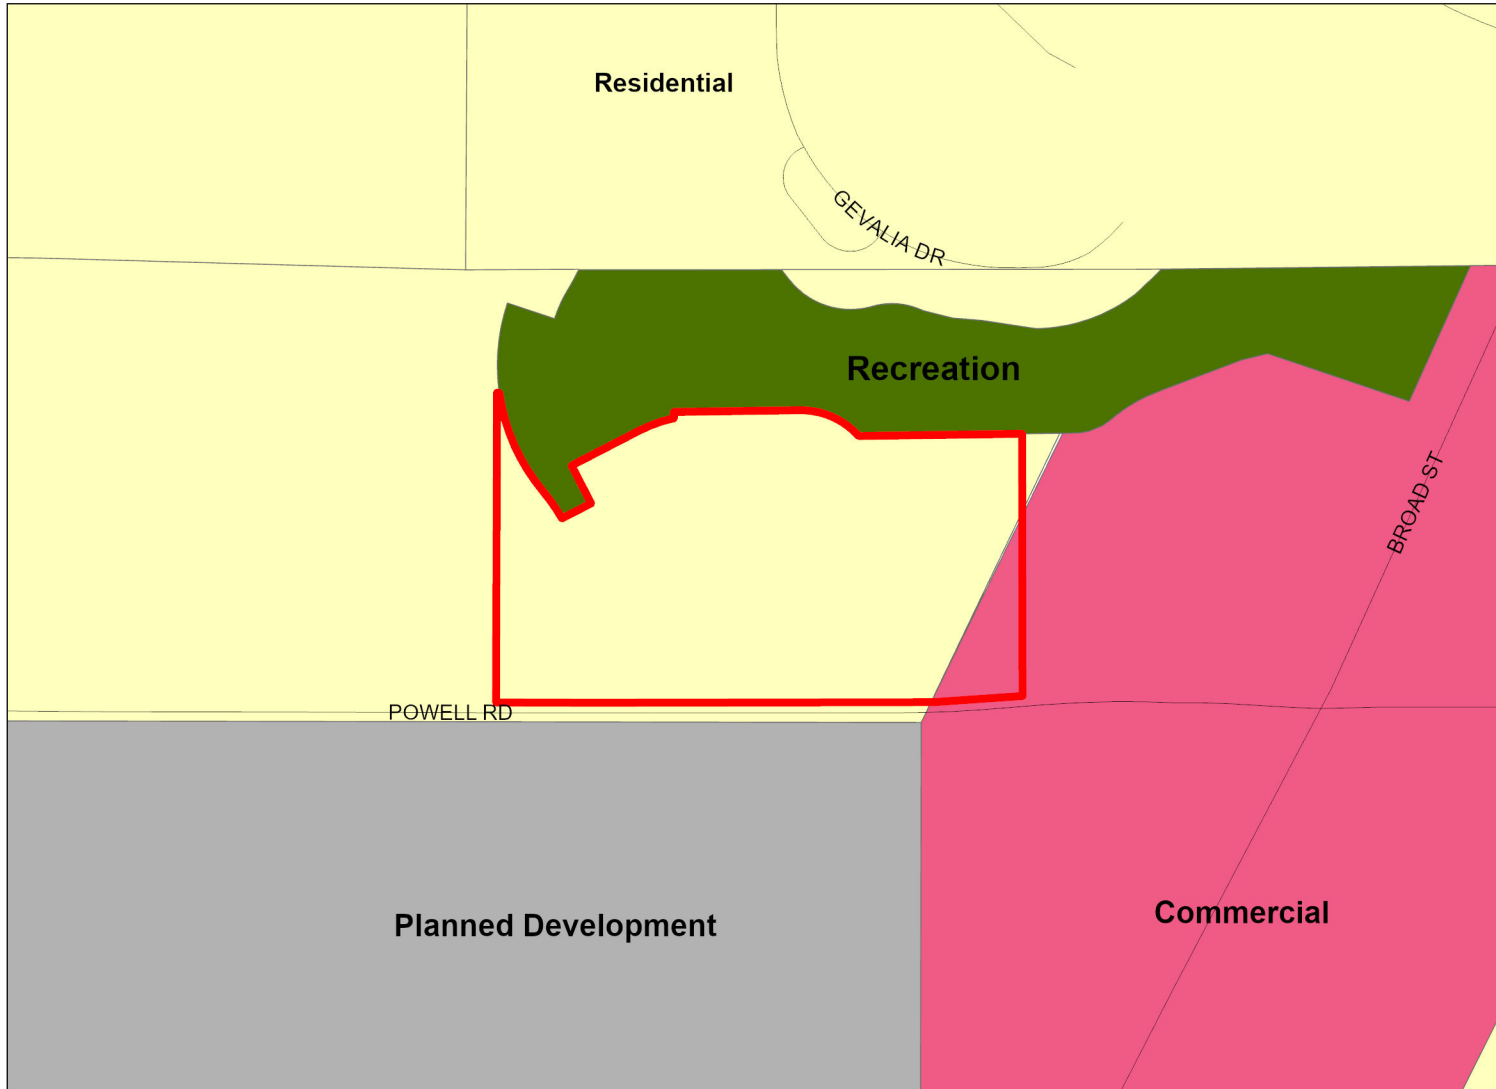 Residential
GEVALIA DR
Recreation
BROAD ST
POWELL RD
Commercial
Planned Development